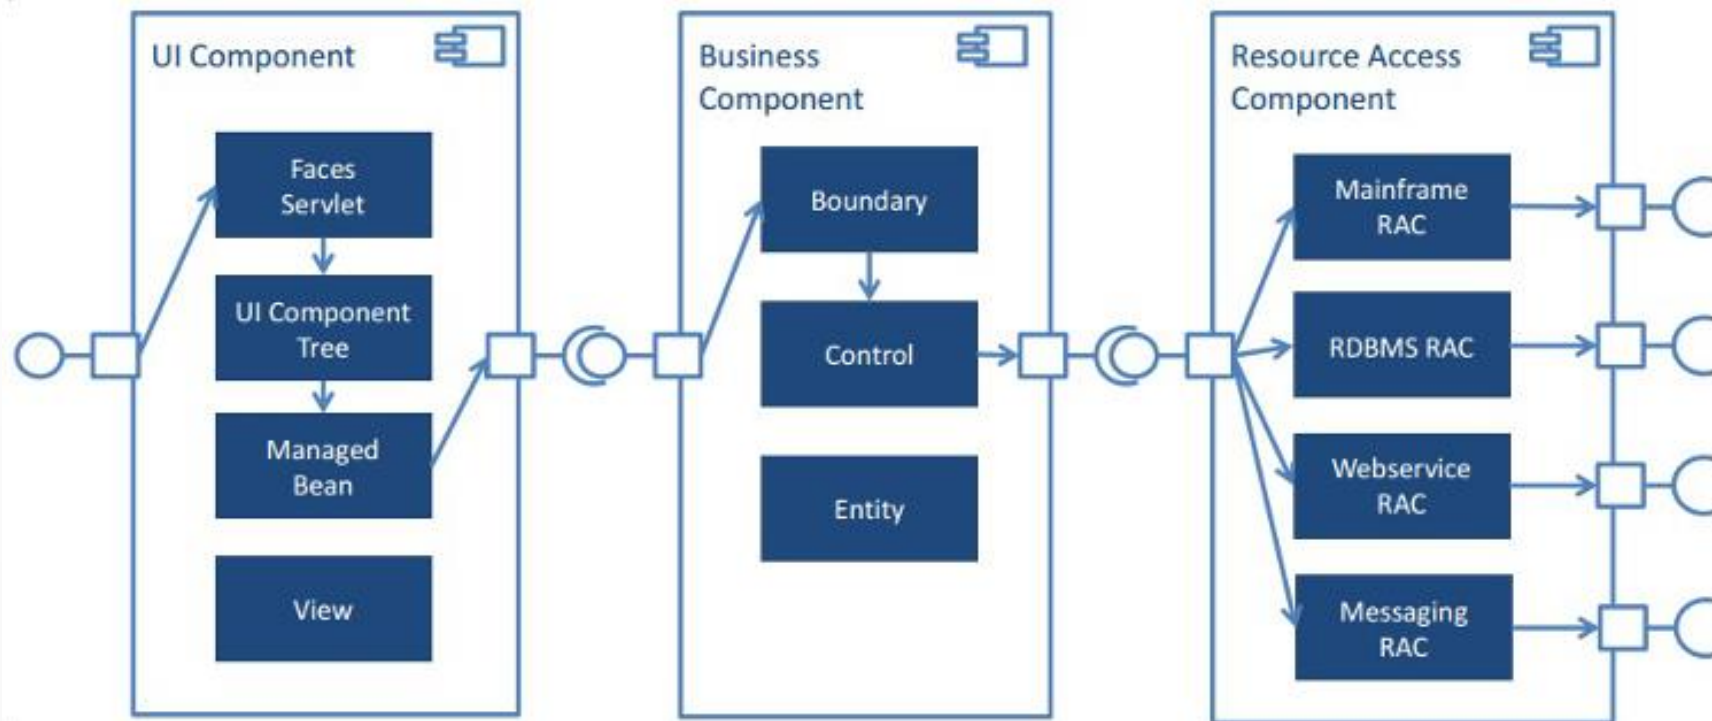 UI Component
Faces
Servlet
UI Component
Tree
Managed
Bean
View
Business
Component
Boundary
Control
Entity
Resource Access
Component
Mainframe
RAC
RDBMS RAC
Webservice
RAC
Messaging
RAC